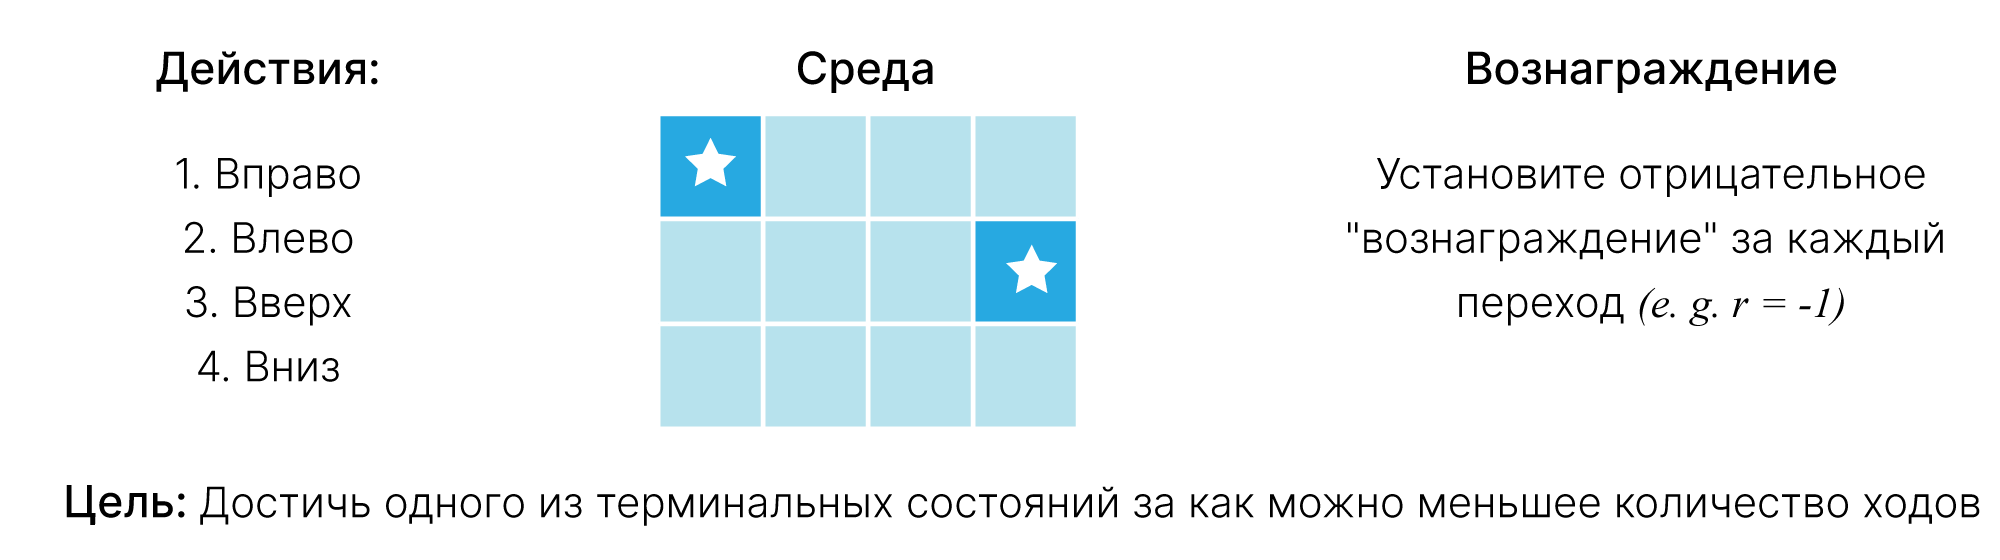 Действия:
1. Вправо
2. Влево
3. Вверх
4. Вниз
Среда
Вознаграждение
Установите отрицательное
"вознаграждение" за каждый
переход (e. g. r = -1)
Цель: Достичь одного из терминальных состояний за как можно меньшее количество ходов